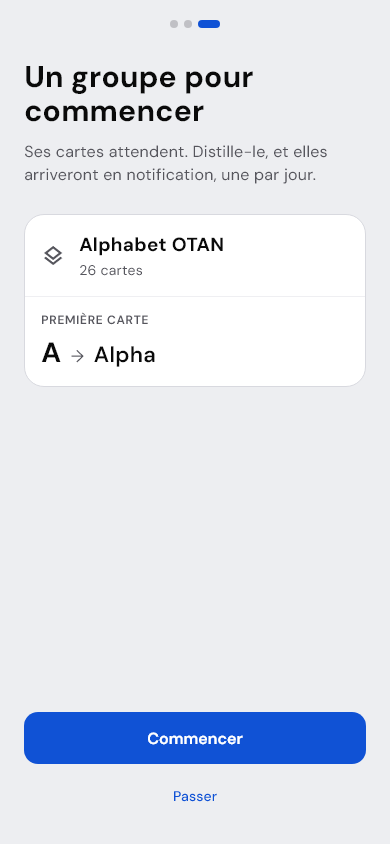 Un groupe pour
commencer
Ses cartes attendent. Distille-le, et elles
arriveront en notification, une par jour.
Alphabet OTAN
26 cartes
PREMIÈRE CARTE
A → Alpha
Commencer
Passer